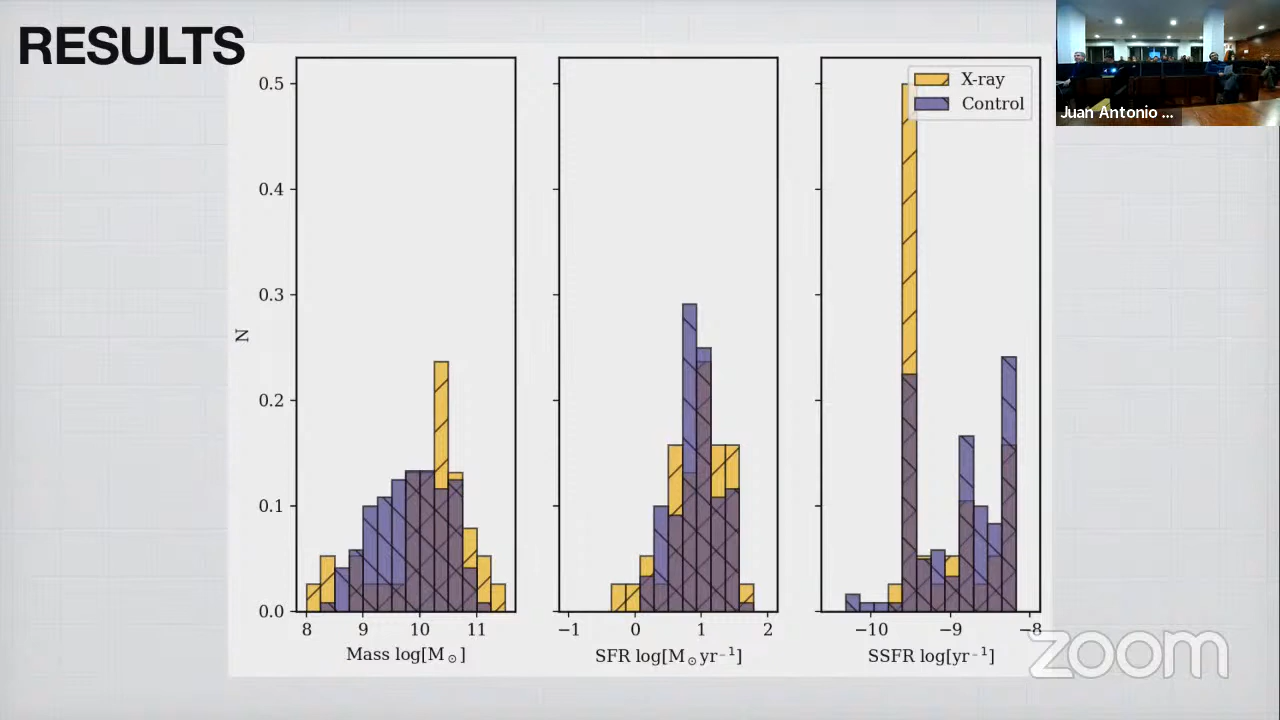 RESULTS
X-ray
Control
Juan Antonio ...
0.5
0.4
0.3
0.2
0.1
0.0
N
8 9 10 11
−1 0 1 2
−10 −9 −8
Mass log[M⊙]
SFR log[M⊙yr⁻¹]
SSFR log[yr⁻¹]
zoom